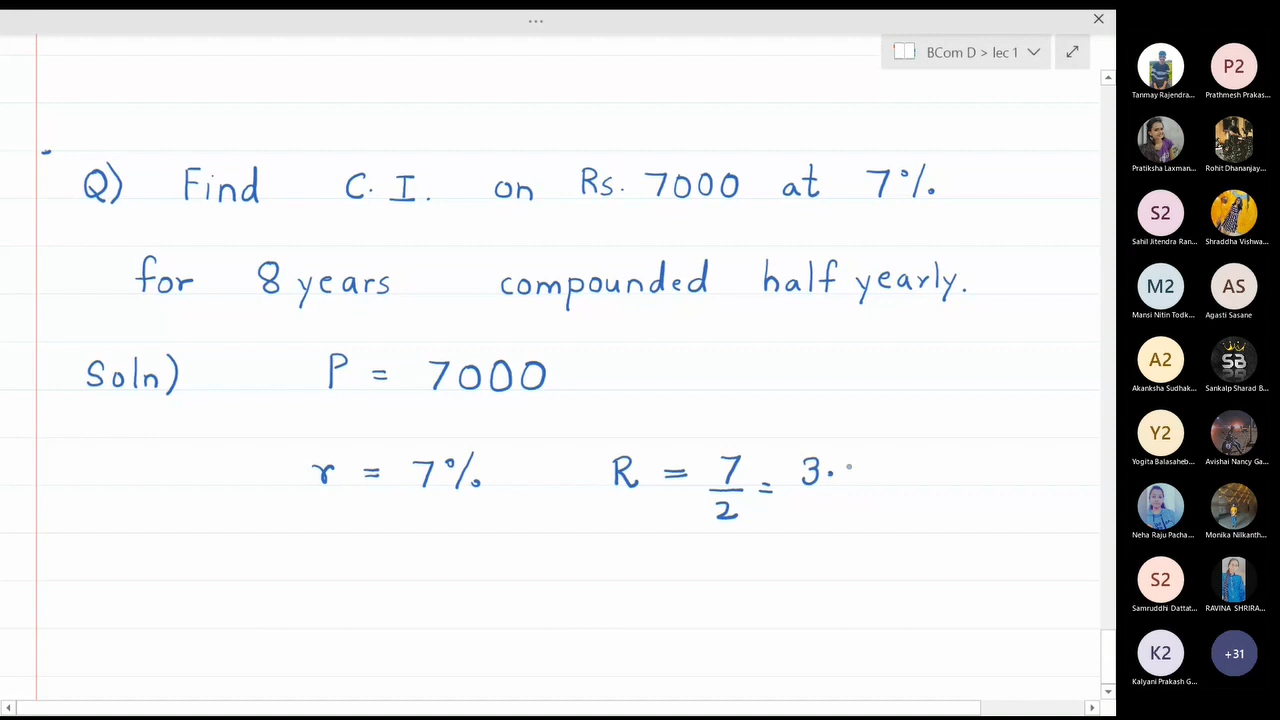 BCom D > lec 1
Q) Find C.I. on Rs. 7000 at 7%
for 8 years compounded half yearly.
Soln) P = 7000
r = 7% R = 7/2 = 3.
Tanmay Rajendra...
P2
Prathmesh Prakas...
Pratiksha Laxman...
Rohit Dhananjay...
S2
Sahil Jitendra Ran...
Shraddha Vishwa...
M2
Mansi Nitin Todk...
AS
Agasti Sasane
A2
Akanksha Sudhak...
SB
Sankalp Sharad B...
Y2
Yogita Balasaheb...
Avishai Nancy Ga...
Neha Raju Pacha...
Monika Nilkanth...
S2
Samruddhi Dattat...
RAVINA SHRIRA...
K2
Kalyani Prakash G...
+31